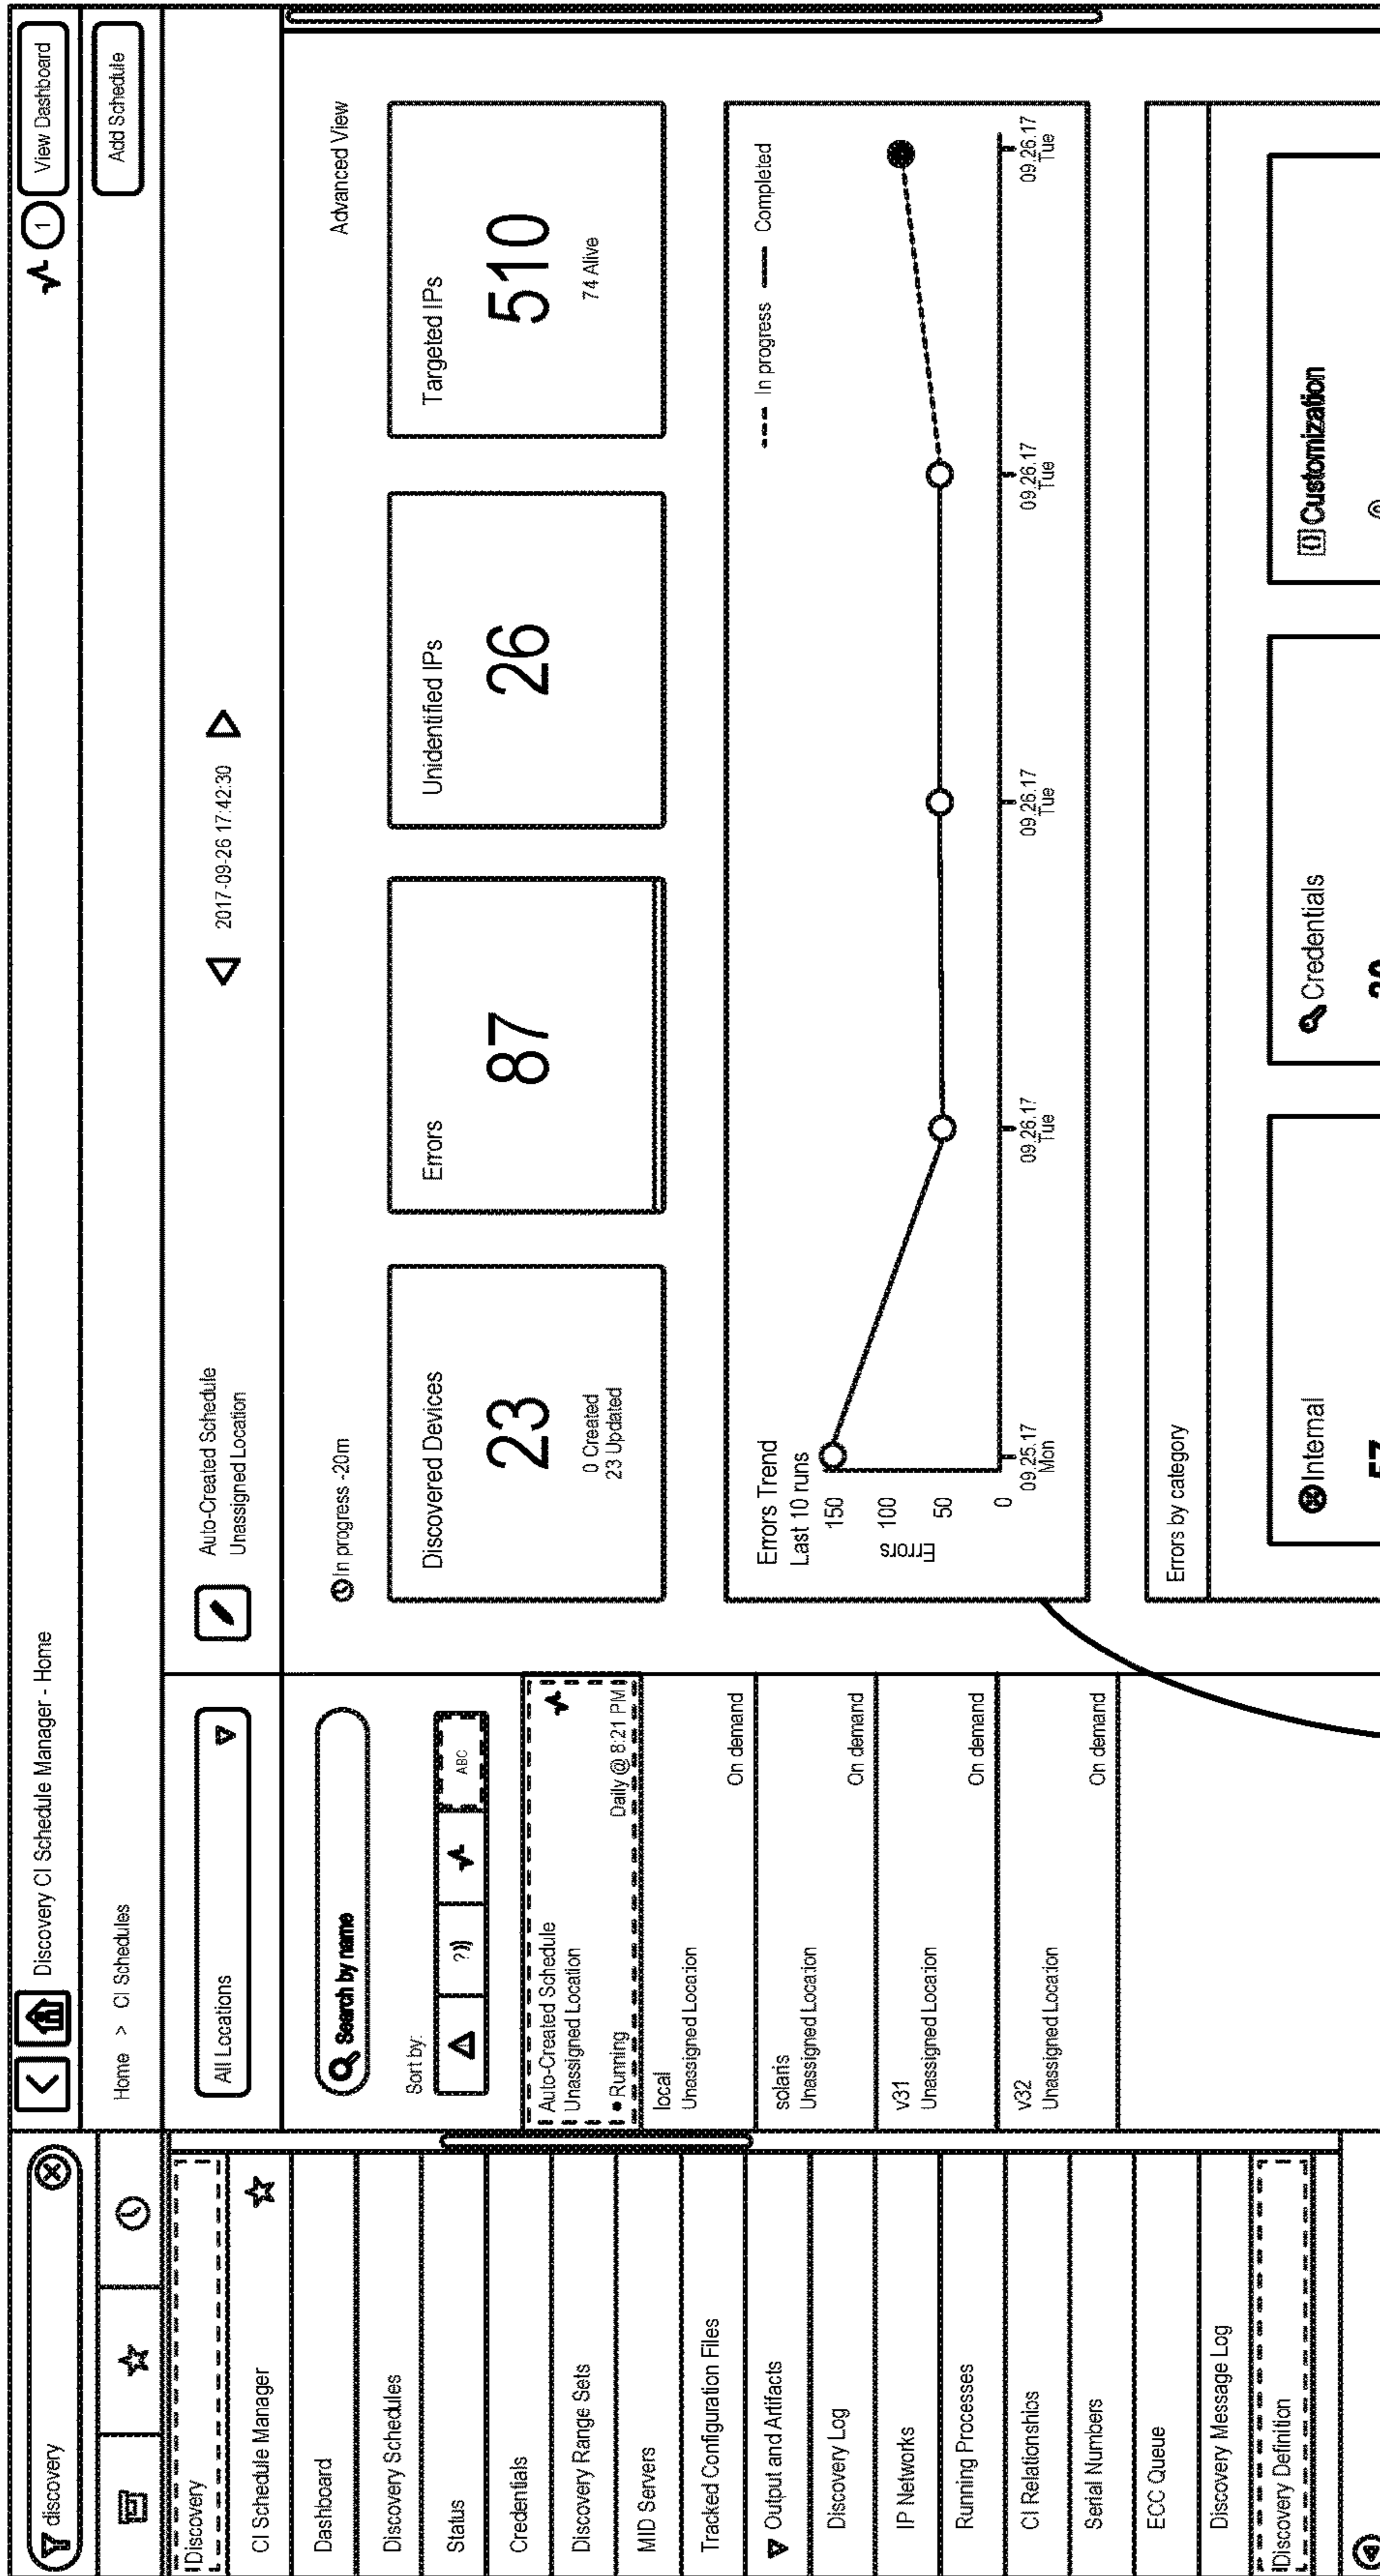 discovery
Discovery
CI Schedule Manager
Dashboard
Discovery Schedules
Status
Credentials
Discovery Range Sets
MID Servers
Tracked Configuration Files
Output and Artifacts
Discovery Log
IP Networks
Running Processes
CI Relationships
Serial Numbers
ECC Queue
Discovery Message Log
Discovery Definition
Discovery CI Schedule Manager - Home
1
View Dashboard
Home > CI Schedules
Add Schedule
All Locations
Search by name
Sort by:
?))
ABC
Auto-Created Schedule
Unassigned Location
Running
Daily @ 8:21 PM
local
Unassigned Location
On demand
solaris
Unassigned Location
On demand
v31
Unassigned Location
On demand
v32
Unassigned Location
On demand
Auto-Created Schedule
Unassigned Location
2017-09-26 17:42:30
In progress -20m
Advanced View
Discovered Devices
23
0 Created
23 Updated
Errors
87
Unidentified IPs
26
Targeted IPs
510
74 Alive
Errors Trend
Last 10 runs
In progress
Completed
Errors
150
100
50
0
09.25.17
Mon
09.26.17
Tue
09.26.17
Tue
09.26.17
Tue
09.26.17
Tue
Errors by category
Internal
Credentials
Customization